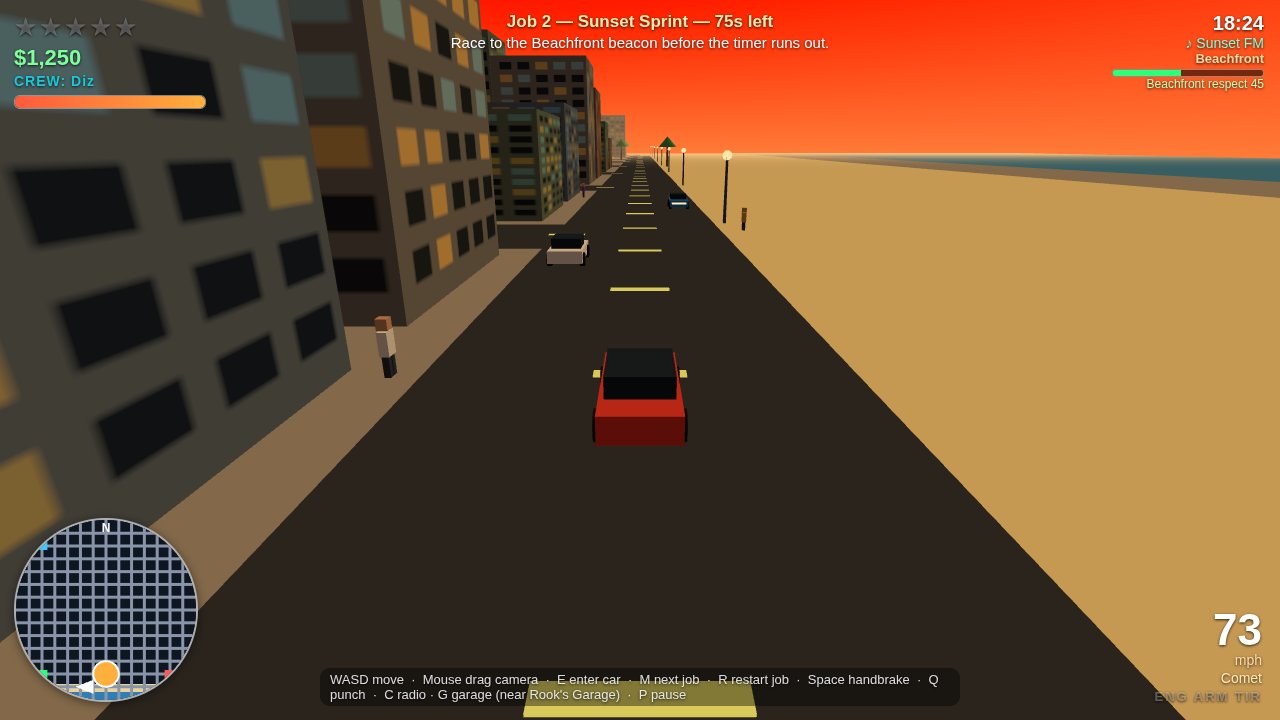 Job 2 — Sunset Sprint — 75s left
Race to the Beachfront beacon before the timer runs out.
$1,250
CREW: Diz
18:24
♪ Sunset FM
Beachfront
Beachfront respect 45
N
73
mph
Comet
ENG ARM TIR
WASD move · Mouse drag camera · E enter car · M next job · R restart job · Space handbrake · Q
punch · C radio · G garage (near Rook's Garage) · P pause